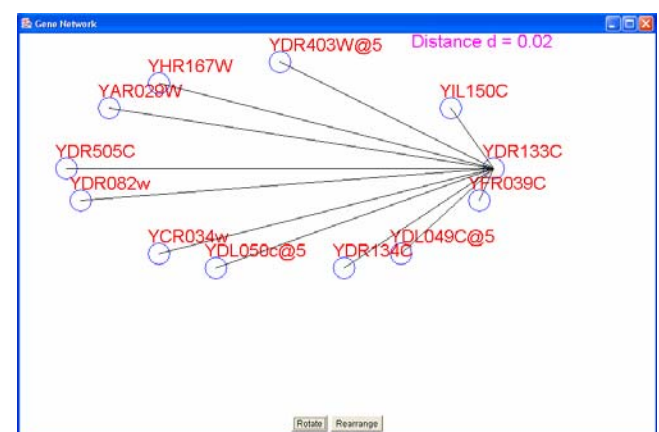 Gene Network
YDR403W@5
Distance d = 0.02
YHR167W
YAR029W
YIL150C
YDR505C
YDR133C
YDR082w
YFR039C
YCR034w
YDL050c@5
YDR134C
YDL049C@5
Rotate
Rearrange